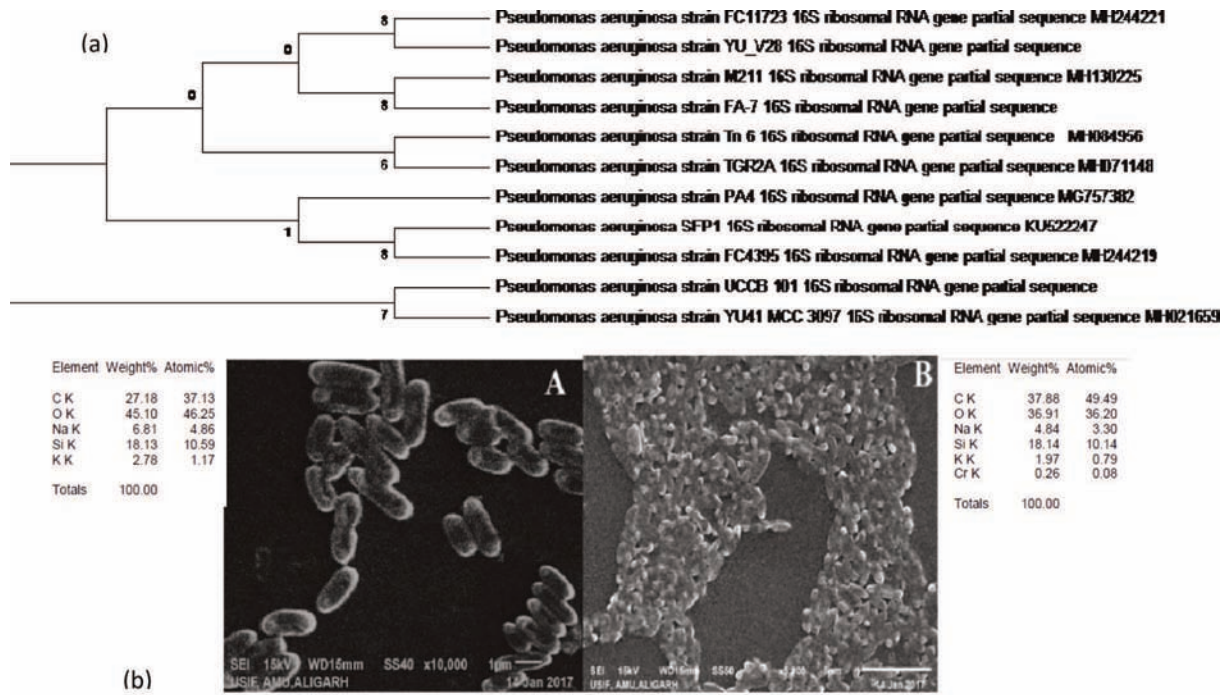 (a)
8
Pseudomonas aeruginosa strain FC11723 16S ribosomal RNA gene partial sequence MH244221
Pseudomonas aeruginosa strain YU_V28 16S ribosomal RNA gene partial sequence
0
Pseudomonas aeruginosa strain M211 16S ribosomal RNA gene partial sequence MH130225
0
8
Pseudomonas aeruginosa strain FA-7 16S ribosomal RNA gene partial sequence
Pseudomonas aeruginosa strain Tn 6 16S ribosomal RNA gene partial sequence MH084956
6
Pseudomonas aeruginosa strain TGR2A 16S ribosomal RNA gene partial sequence MH071148
Pseudomonas aeruginosa strain PA4 16S ribosomal RNA gene partial sequence MG757382
1
Pseudomonas aeruginosa SFP1 16S ribosomal RNA gene partial sequence KU522247
8
Pseudomonas aeruginosa strain FC4395 16S ribosomal RNA gene partial sequence MH244219
Pseudomonas aeruginosa strain UCCB 101 16S ribosomal RNA gene partial sequence
7
Pseudomonas aeruginosa strain YU41 MCC 3097 16S ribosomal RNA gene partial sequence MH021659
Element Weight% Atomic%
C K 27.18 37.13
O K 45.10 46.25
Na K 6.81 4.86
Si K 18.13 10.59
K K 2.78 1.17
Totals 100.00
A
SEI 15kV WD15mm SS40 x10,000 1µm
USIF, AMU,ALIGARH 14 Jan 2017
B
SEI 15kV WD15mm SS50
USIF, AMU,ALIGARH 14 Jan 2017
Element Weight% Atomic%
C K 37.88 49.49
O K 36.91 36.20
Na K 4.84 3.30
Si K 18.14 10.14
K K 1.97 0.79
Cr K 0.26 0.08
Totals 100.00
(b)